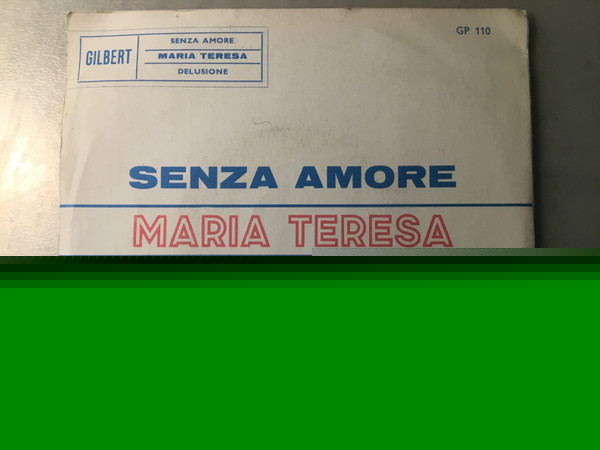 GILBERT
SENZA AMORE
MARIA TERESA
DELUSIONE
GP 110
SENZA AMORE
MARIA TERESA